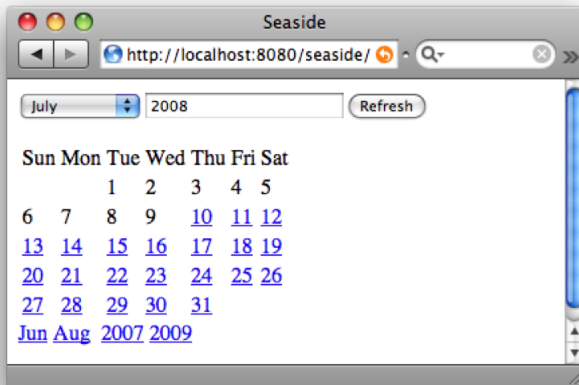 Seaside
http://localhost:8080/seaside/ Q
July 2008 Refresh
Sun Mon Tue Wed Thu Fri Sat
1 2 3 4 5
6 7 8 9 10 11 12
13 14 15 16 17 18 19
20 21 22 23 24 25 26
27 28 29 30 31
Jun Aug 2007 2009